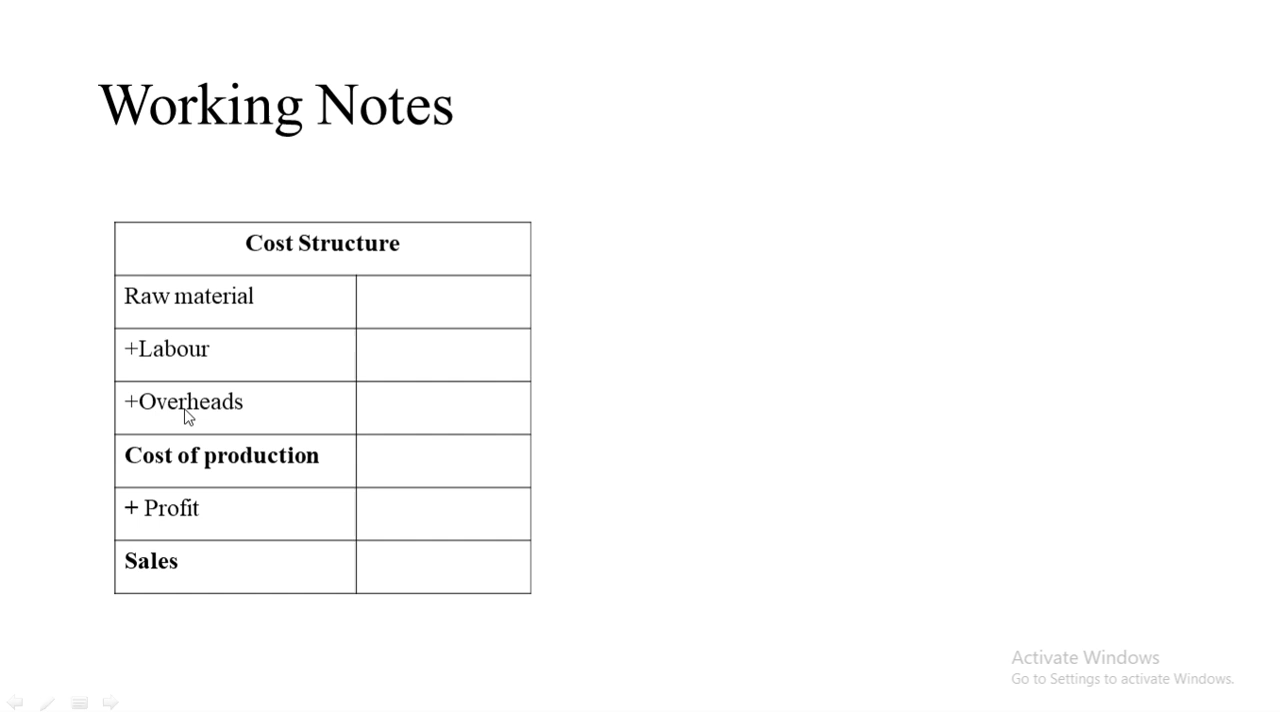 Working Notes
Cost Structure
Raw material
+Labour
+Overheads
Cost of production
+ Profit
Sales
Activate Windows
Go to Settings to activate Windows.